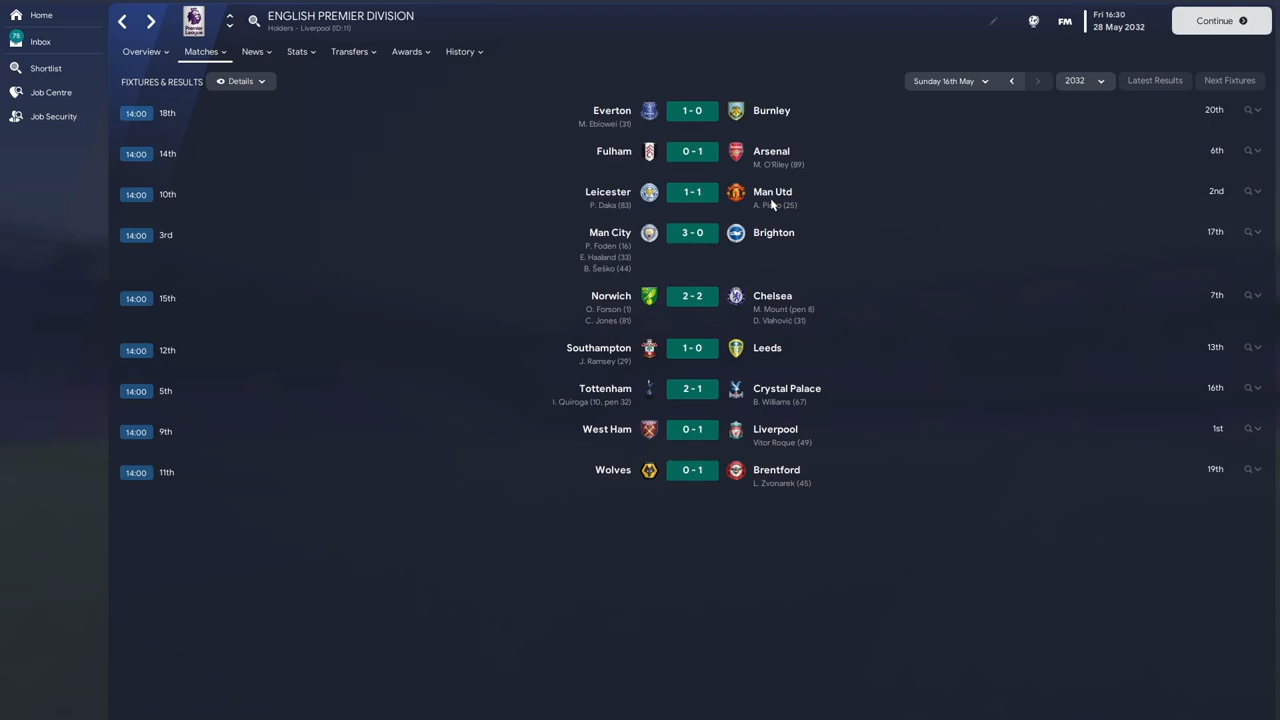 Home
75
Inbox
Shortlist
Job Centre
Job Security
ENGLISH PREMIER DIVISION
Holders - Liverpool (ID:11)
FM
Fri 16:30
28 May 2032
Continue
Overview
Matches
News
Stats
Transfers
Awards
History
FIXTURES & RESULTS
Details
Sunday 16th May
2032
Latest Results
Next Fixtures
14:00 18th Everton 1 - 0 Burnley 20th
M. Ebiowei (31)
14:00 14th Fulham 0 - 1 Arsenal 6th
M. O'Riley (89)
14:00 10th Leicester 1 - 1 Man Utd 2nd
P. Daka (83) A. (25)
14:00 3rd Man City 3 - 0 Brighton 17th
P. Foden (16)
E. Haaland (33)
B. Šeško (44)
14:00 15th Norwich 2 - 2 Chelsea 7th
O. Forson (1) M. Mount (pen 8)
C. Jones (81) D. Vlahović (31)
14:00 12th Southampton 1 - 0 Leeds 13th
J. Ramsey (29)
14:00 5th Tottenham 2 - 1 Crystal Palace 16th
I. Quiroga (10, pen 32) B. Williams (67)
14:00 9th West Ham 0 - 1 Liverpool 1st
Vitor Roque (49)
14:00 11th Wolves 0 - 1 Brentford 19th
L. Zvonarek (45)